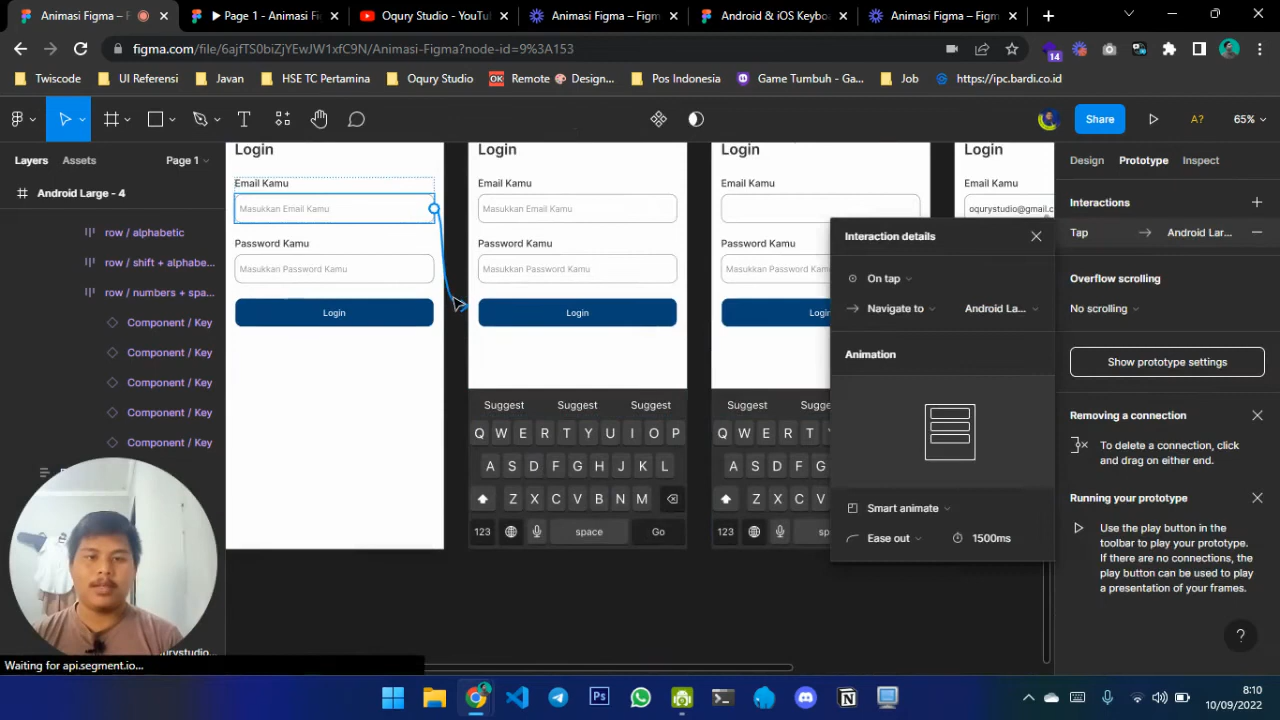 Animasi Figma – F
Page 1 - Animasi Figm
Oqury Studio - YouTu
Animasi Figma – Figm
Android & iOS Keybo
Animasi Figma – Figm
figma.com/file/6ajfTS0biZjYEwJW1xfC9N/Animasi-Figma?node-id=9%3A153
14
Twiscode
UI Referensi
Javan
HSE TC Pertamina
Oqury Studio
OK Remote 🎨 Design...
Pos Indonesia
Game Tumbuh - Ga...
Job
https://ipc.bardi.co.id
Share
A?
65%
Layers
Assets
Page 1
Design
Prototype
Inspect
Android Large - 4
row / alphabetic
row / shift + alphabe...
row / numbers + spa...
Component / Key
Component / Key
Component / Key
Component / Key
Component / Key
Login
Email Kamu
Masukkan Email Kamu
Password Kamu
Masukkan Password Kamu
Login
Login
Email Kamu
Masukkan Email Kamu
Password Kamu
Masukkan Password Kamu
Login
Suggest Suggest Suggest
Q W E R T Y U I O P
A S D F G H J K L
Z X C V B N M
123 space Go
Login
Email Kamu
Password Kamu
Masukkan Password
Login
Suggest Sugge
Q W E R T
A S D F
Z X C
123 sp
Login
Email Kamu
oqurystudio@gmail.c
Interaction details
On tap
Navigate to Android La...
Animation
Smart animate
Ease out 1500ms
Interactions
Tap Android Lar...
Overflow scrolling
No scrolling
Show prototype settings
Removing a connection
To delete a connection, click
and drag on either end.
Running your prototype
Use the play button in the
toolbar to play your prototype.
If there are no connections, the
play button can be used to play
a presentation of your frames.
?
Waiting for api.segment.io...
8:10
10/09/2022